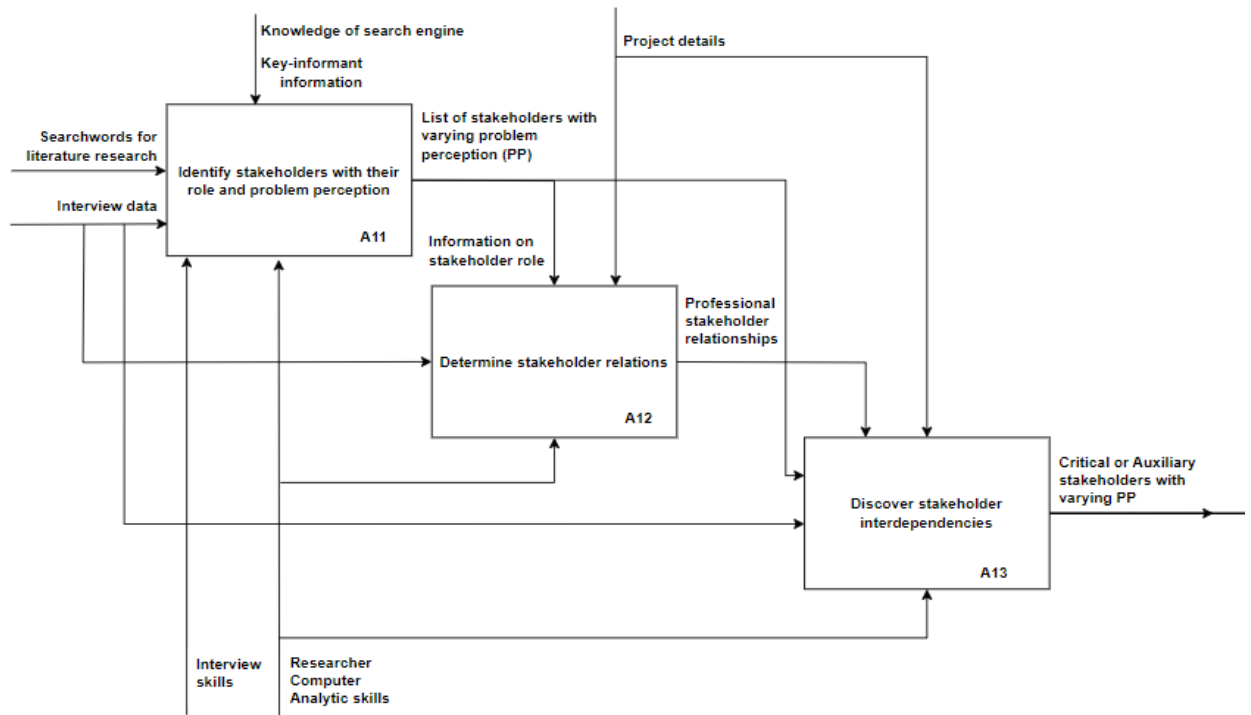 Knowledge of search engine
Key-informant
information
Project details
Searchwords for
literature research
Interview data
Identify stakeholders with their
role and problem perception
A11
List of stakeholders with
varying problem
perception (PP)
Information on
stakeholder role
Determine stakeholder relations
A12
Professional
stakeholder
relationships
Discover stakeholder
interdependencies
A13
Critical or Auxiliary
stakeholders with
varying PP
Interview
skills
Researcher
Computer
Analytic skills